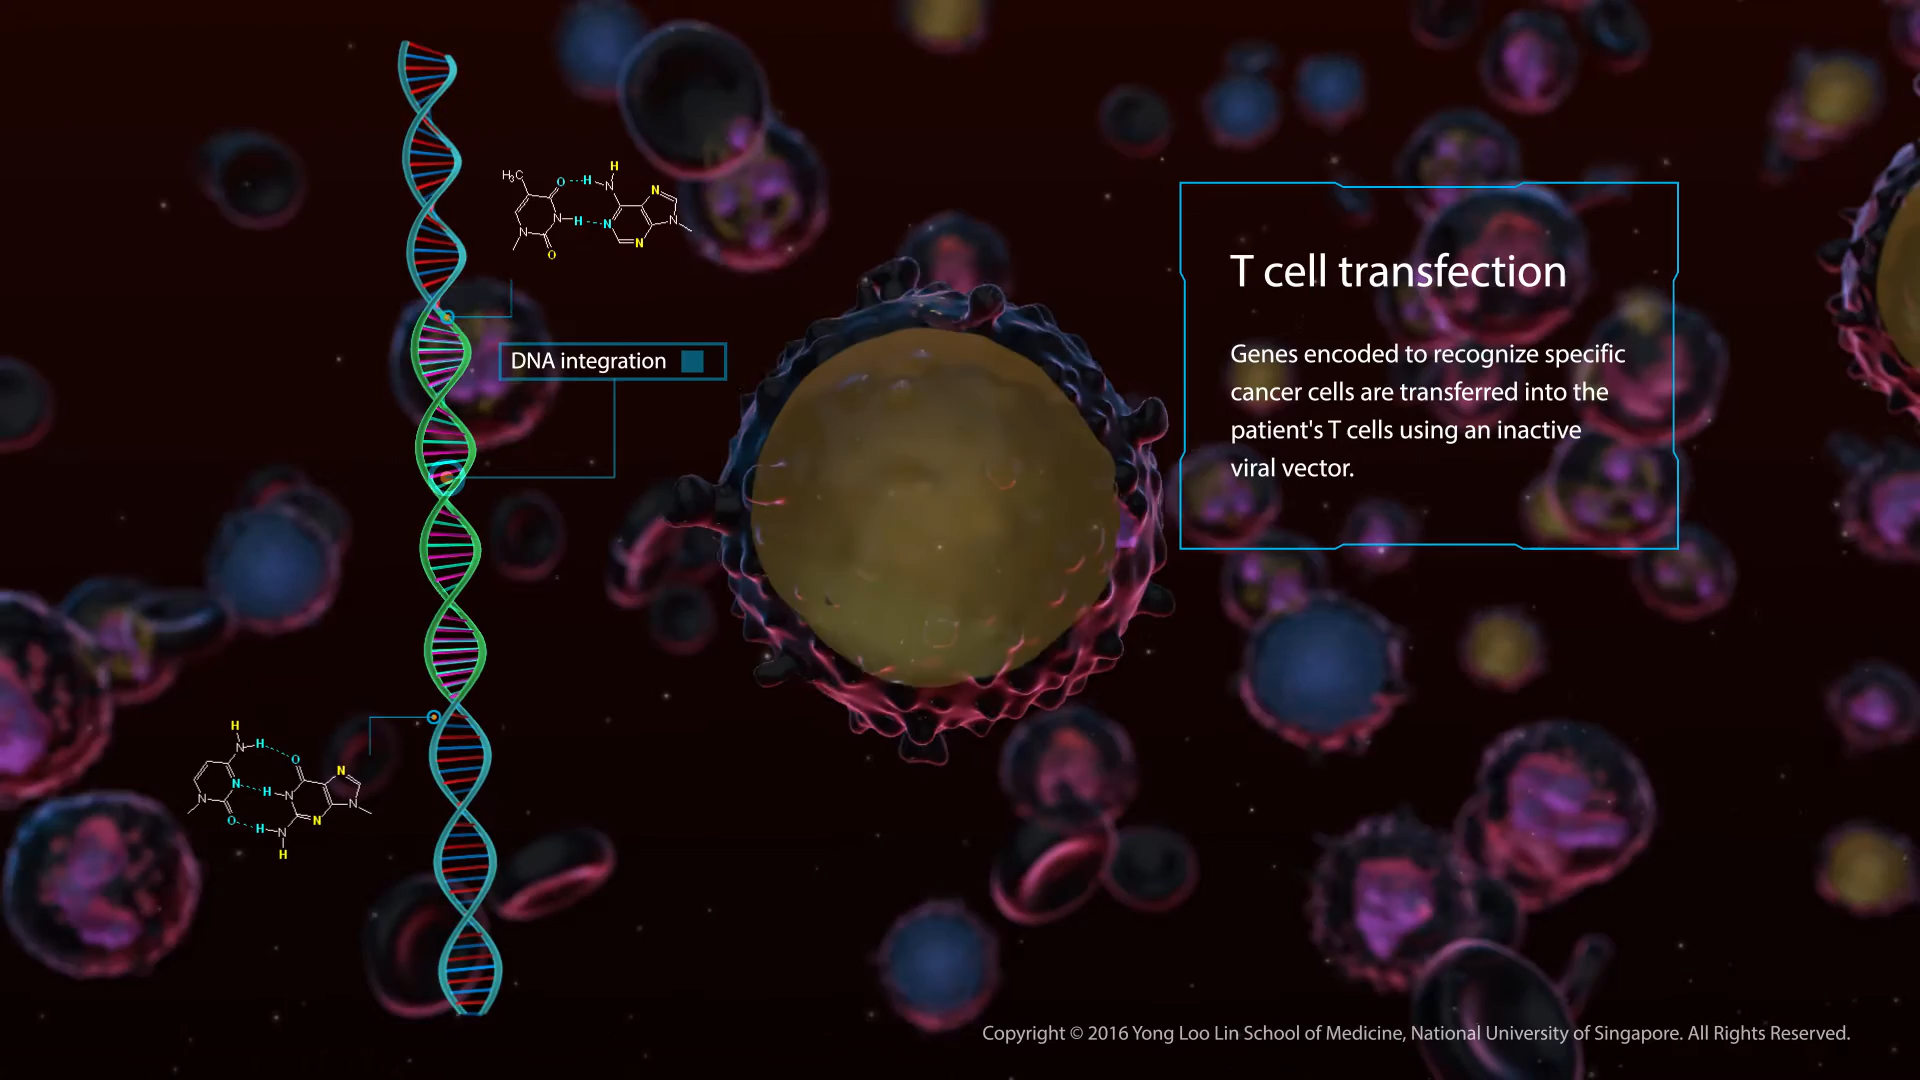 H
H₃C
O
H
N
N
N
H
N
N
N
N
O
DNA integration
T cell transfection
Genes encoded to recognize specific
cancer cells are transferred into the
patient's T cells using an inactive
viral vector.
H
N
H
O
N
N
H
N
N
N
O
H
N
N
H
Copyright © 2016 Yong Loo Lin School of Medicine, National University of Singapore. All Rights Reserved.